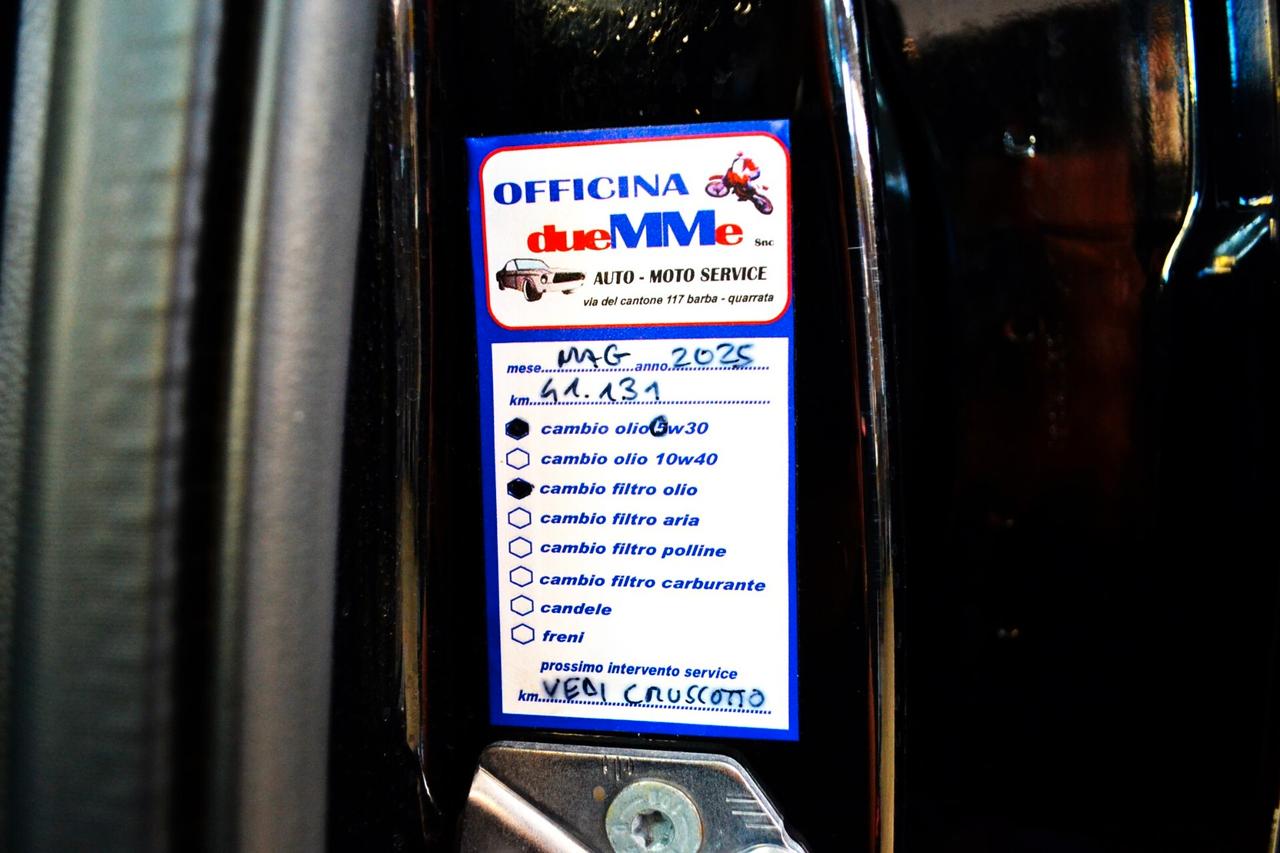 OFFICINA
dueMMe Snc
AUTO - MOTO SERVICE
via del cantone 117 barba - quarrata
mese MAG anno 2025
km. 41.131
cambio olio 0w30
cambio olio 10w40
cambio filtro olio
cambio filtro aria
cambio filtro polline
cambio filtro carburante
candele
freni
prossimo intervento service
km. VEDI CRUSCOTTO